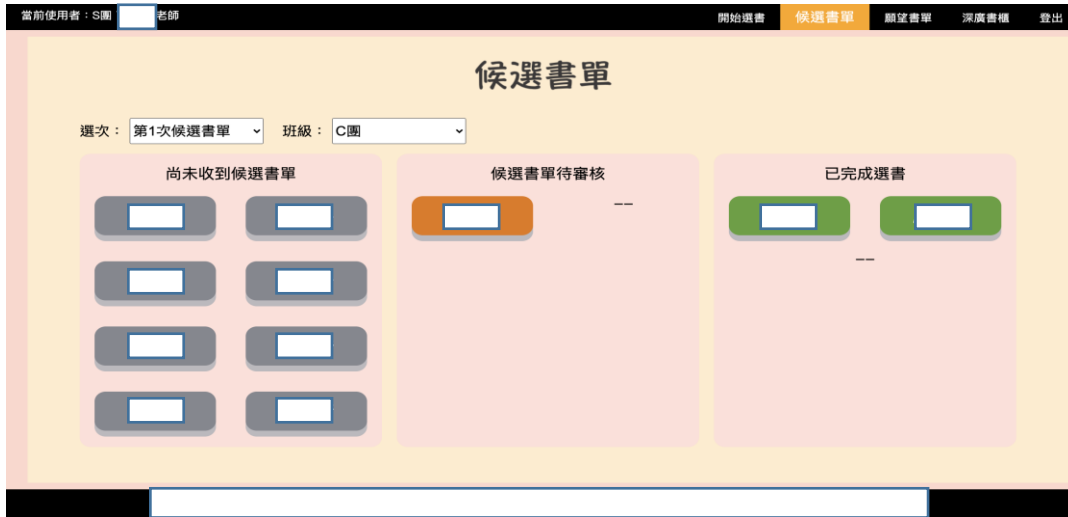 當前使用者：S團 老師 開始選書 候選書單 願望書單 深廣書櫃 登出
候選書單
選次： 第1次候選書單 班級： C團
尚未收到候選書單 候選書單待審核 已完成選書
--
--